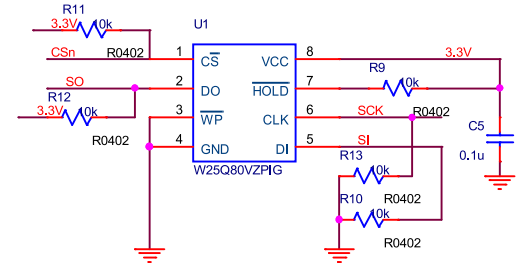 R11
U1
3.3V
10k
CSn
R0402
1
CS
VCC
8
3.3V
SO
2
DO
HOLD
7
R9
10k
R12
3.3V
10k
R0402
3
WP
CLK
6
SCK
R0402
4
GND
DI
5
SI
C5
0.1u
W25Q80VZPIG
R13
10k
R0402
R10
10k
R0402